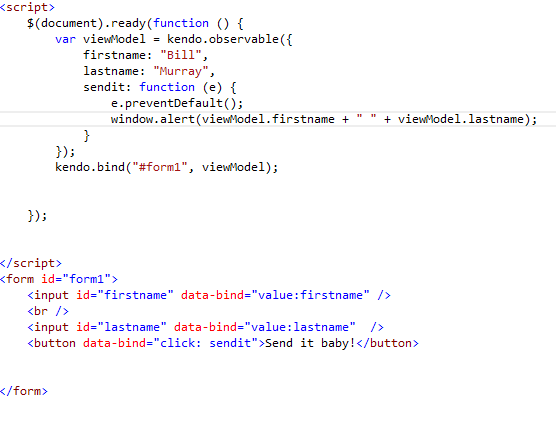 <script>
$(document).ready(function () {
var viewModel = kendo.observable({
firstname: "Bill",
lastname: "Murray",
sendit: function (e) {
e.preventDefault();
window.alert(viewModel.firstname + " " + viewModel.lastname);
}
});
kendo.bind("#form1", viewModel);
});
</script>
<form id="form1">
<input id="firstname" data-bind="value:firstname" />
<br />
<input id="lastname" data-bind="value:lastname"  />
<button data-bind="click: sendit">Send it baby!</button>
</form>